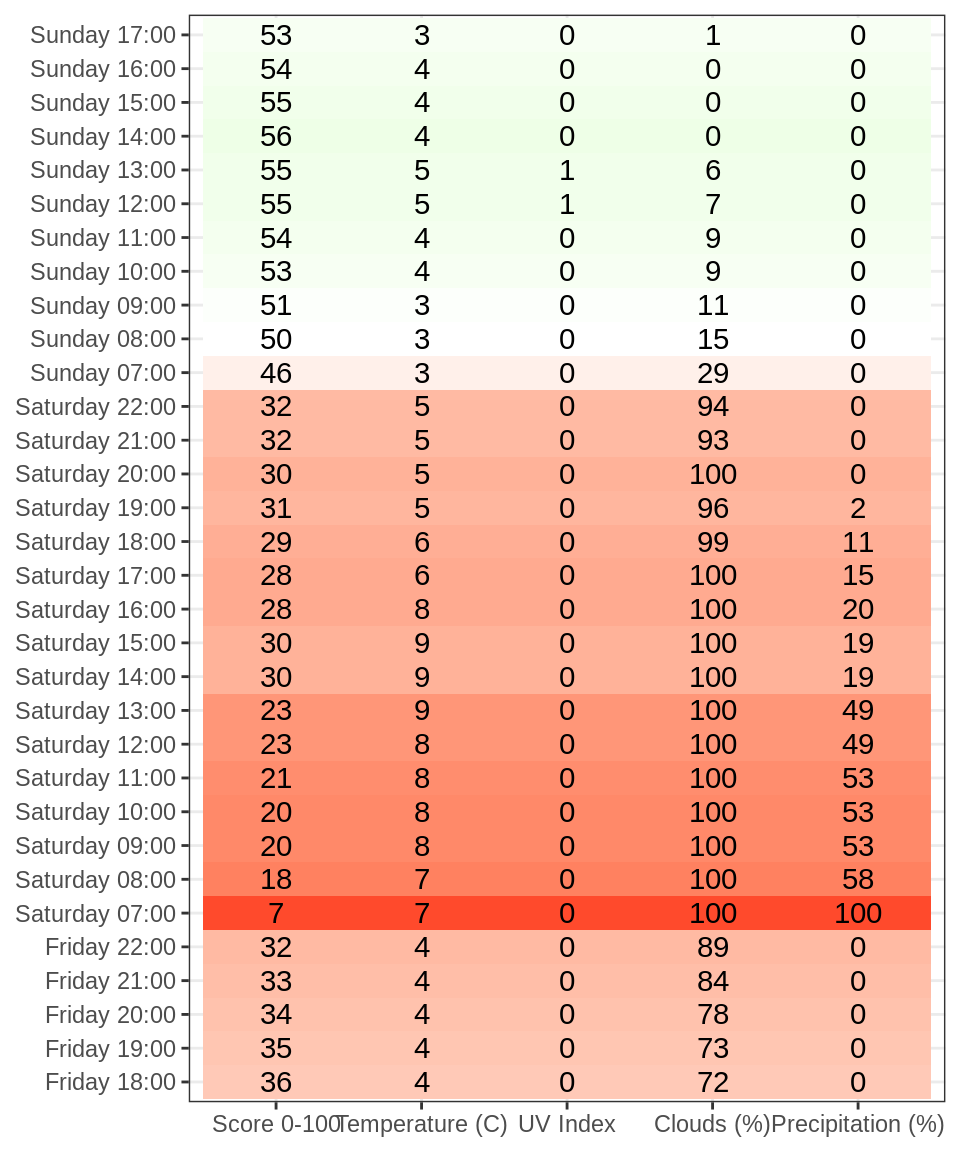 Sunday 17:00 53 3 0 1 0
Sunday 16:00 54 4 0 0 0
Sunday 15:00 55 4 0 0 0
Sunday 14:00 56 4 0 0 0
Sunday 13:00 55 5 1 6 0
Sunday 12:00 55 5 1 7 0
Sunday 11:00 54 4 0 9 0
Sunday 10:00 53 4 0 9 0
Sunday 09:00 51 3 0 11 0
Sunday 08:00 50 3 0 15 0
Sunday 07:00 46 3 0 29 0
Saturday 22:00 32 5 0 94 0
Saturday 21:00 32 5 0 93 0
Saturday 20:00 30 5 0 100 0
Saturday 19:00 31 5 0 96 2
Saturday 18:00 29 6 0 99 11
Saturday 17:00 28 6 0 100 15
Saturday 16:00 28 8 0 100 20
Saturday 15:00 30 9 0 100 19
Saturday 14:00 30 9 0 100 19
Saturday 13:00 23 9 0 100 49
Saturday 12:00 23 8 0 100 49
Saturday 11:00 21 8 0 100 53
Saturday 10:00 20 8 0 100 53
Saturday 09:00 20 8 0 100 53
Saturday 08:00 18 7 0 100 58
Saturday 07:00 7 7 0 100 100
Friday 22:00 32 4 0 89 0
Friday 21:00 33 4 0 84 0
Friday 20:00 34 4 0 78 0
Friday 19:00 35 4 0 73 0
Friday 18:00 36 4 0 72 0
Score 0-100 Temperature (C) UV Index Clouds (%) Precipitation (%)